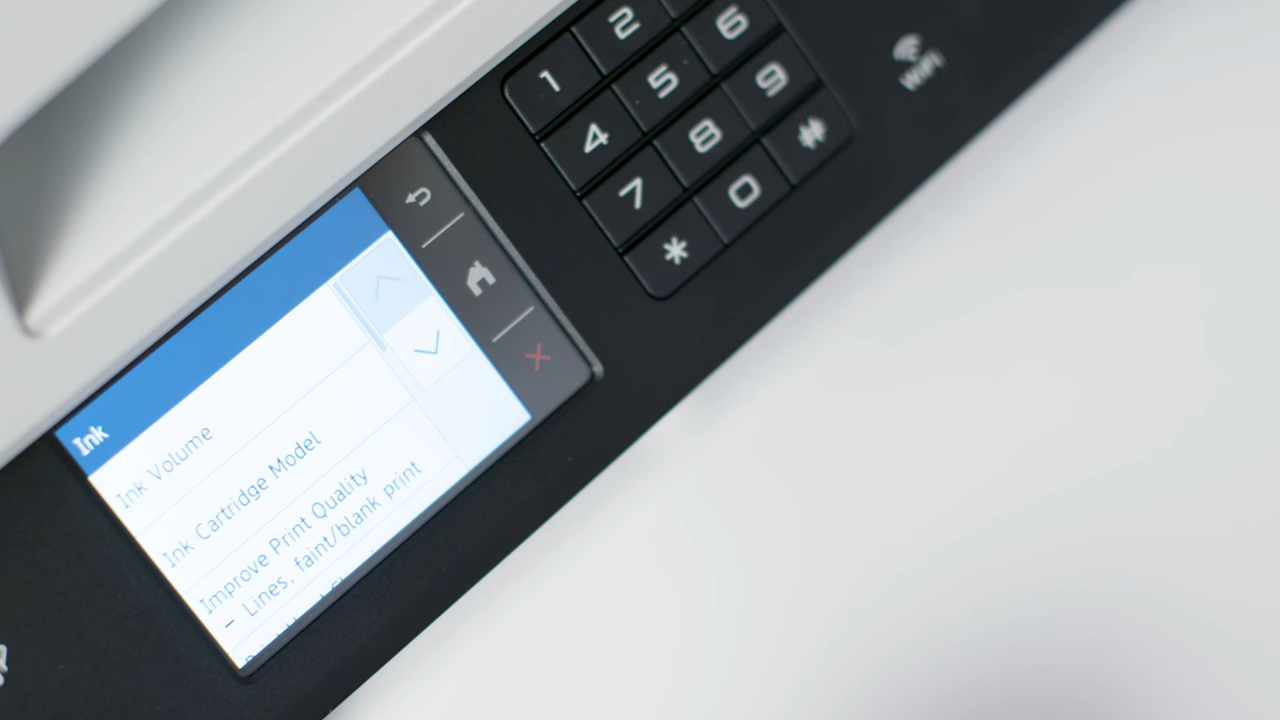 Ink
Ink Volume
Ink Cartridge Model
Improve Print Quality
– Lines, faint/blank print
1
2
4
5
6
7
8
9
*
0
#
WiFi